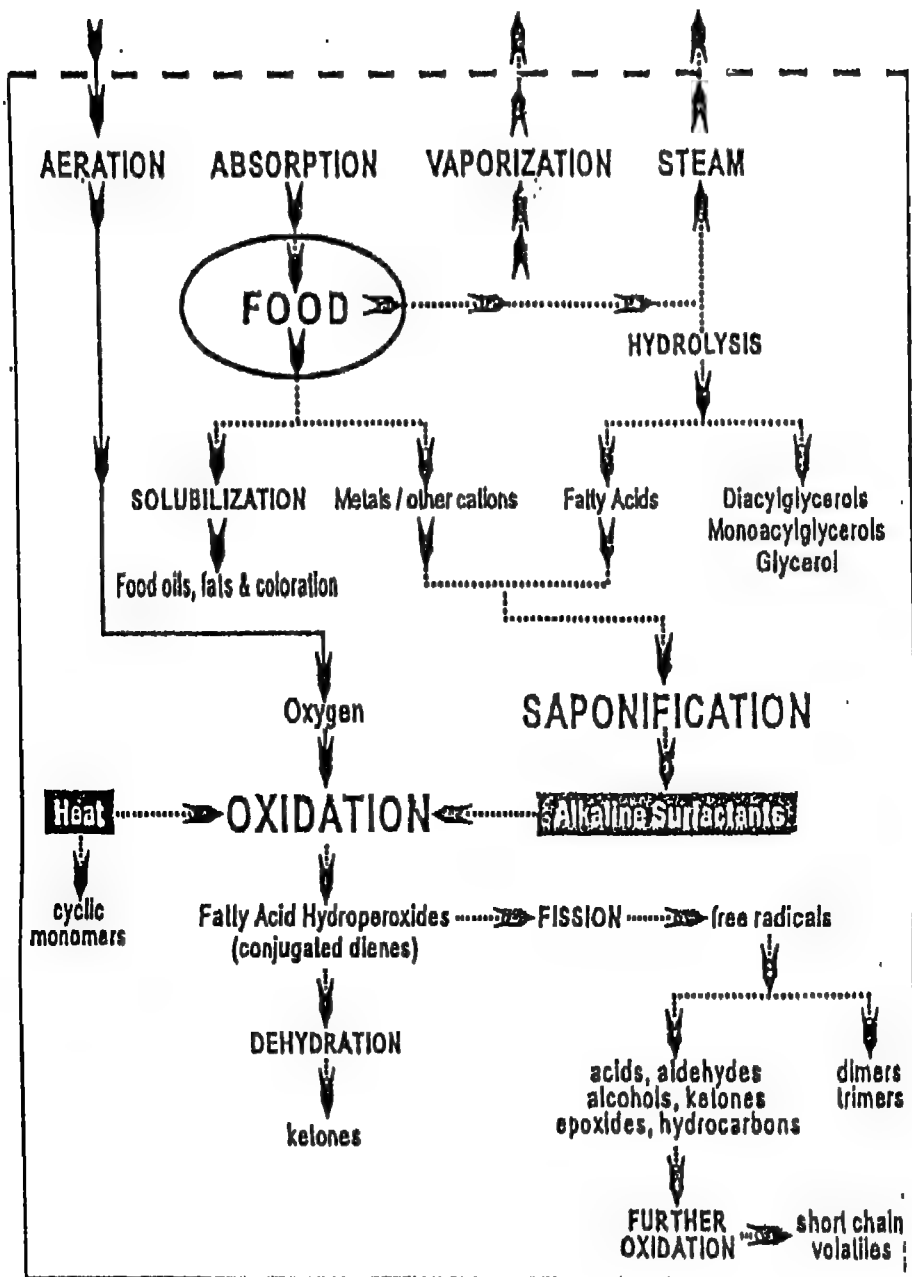 AERATION ABSORPTION VAPORIZATION STEAM
FOOD
HYDROLYSIS
SOLUBILIZATION Metals / other cations Fatty Acids Diacylglycerols
Monoacylglycerols
Glycerol
Food oils, fats & coloration
Oxygen
SAPONIFICATION
Heat OXIDATION Alkaline Surfactants
cyclic
monomers
Fatty Acid Hydroperoxides FISSION free radicals
(conjugated dienes)
DEHYDRATION
ketones
acids, aldehydes
alcohols, ketones
epoxides, hydrocarbons
dimers
trimers
FURTHER
OXIDATION
short chain
volatiles